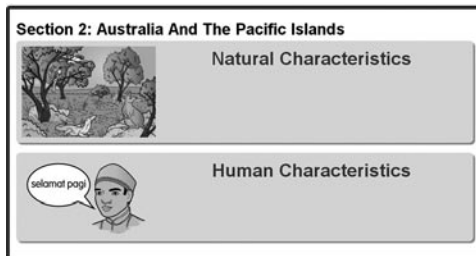 Section 2: Australia And The Pacific Islands
Natural Characteristics
selamat pagi
Human Characteristics